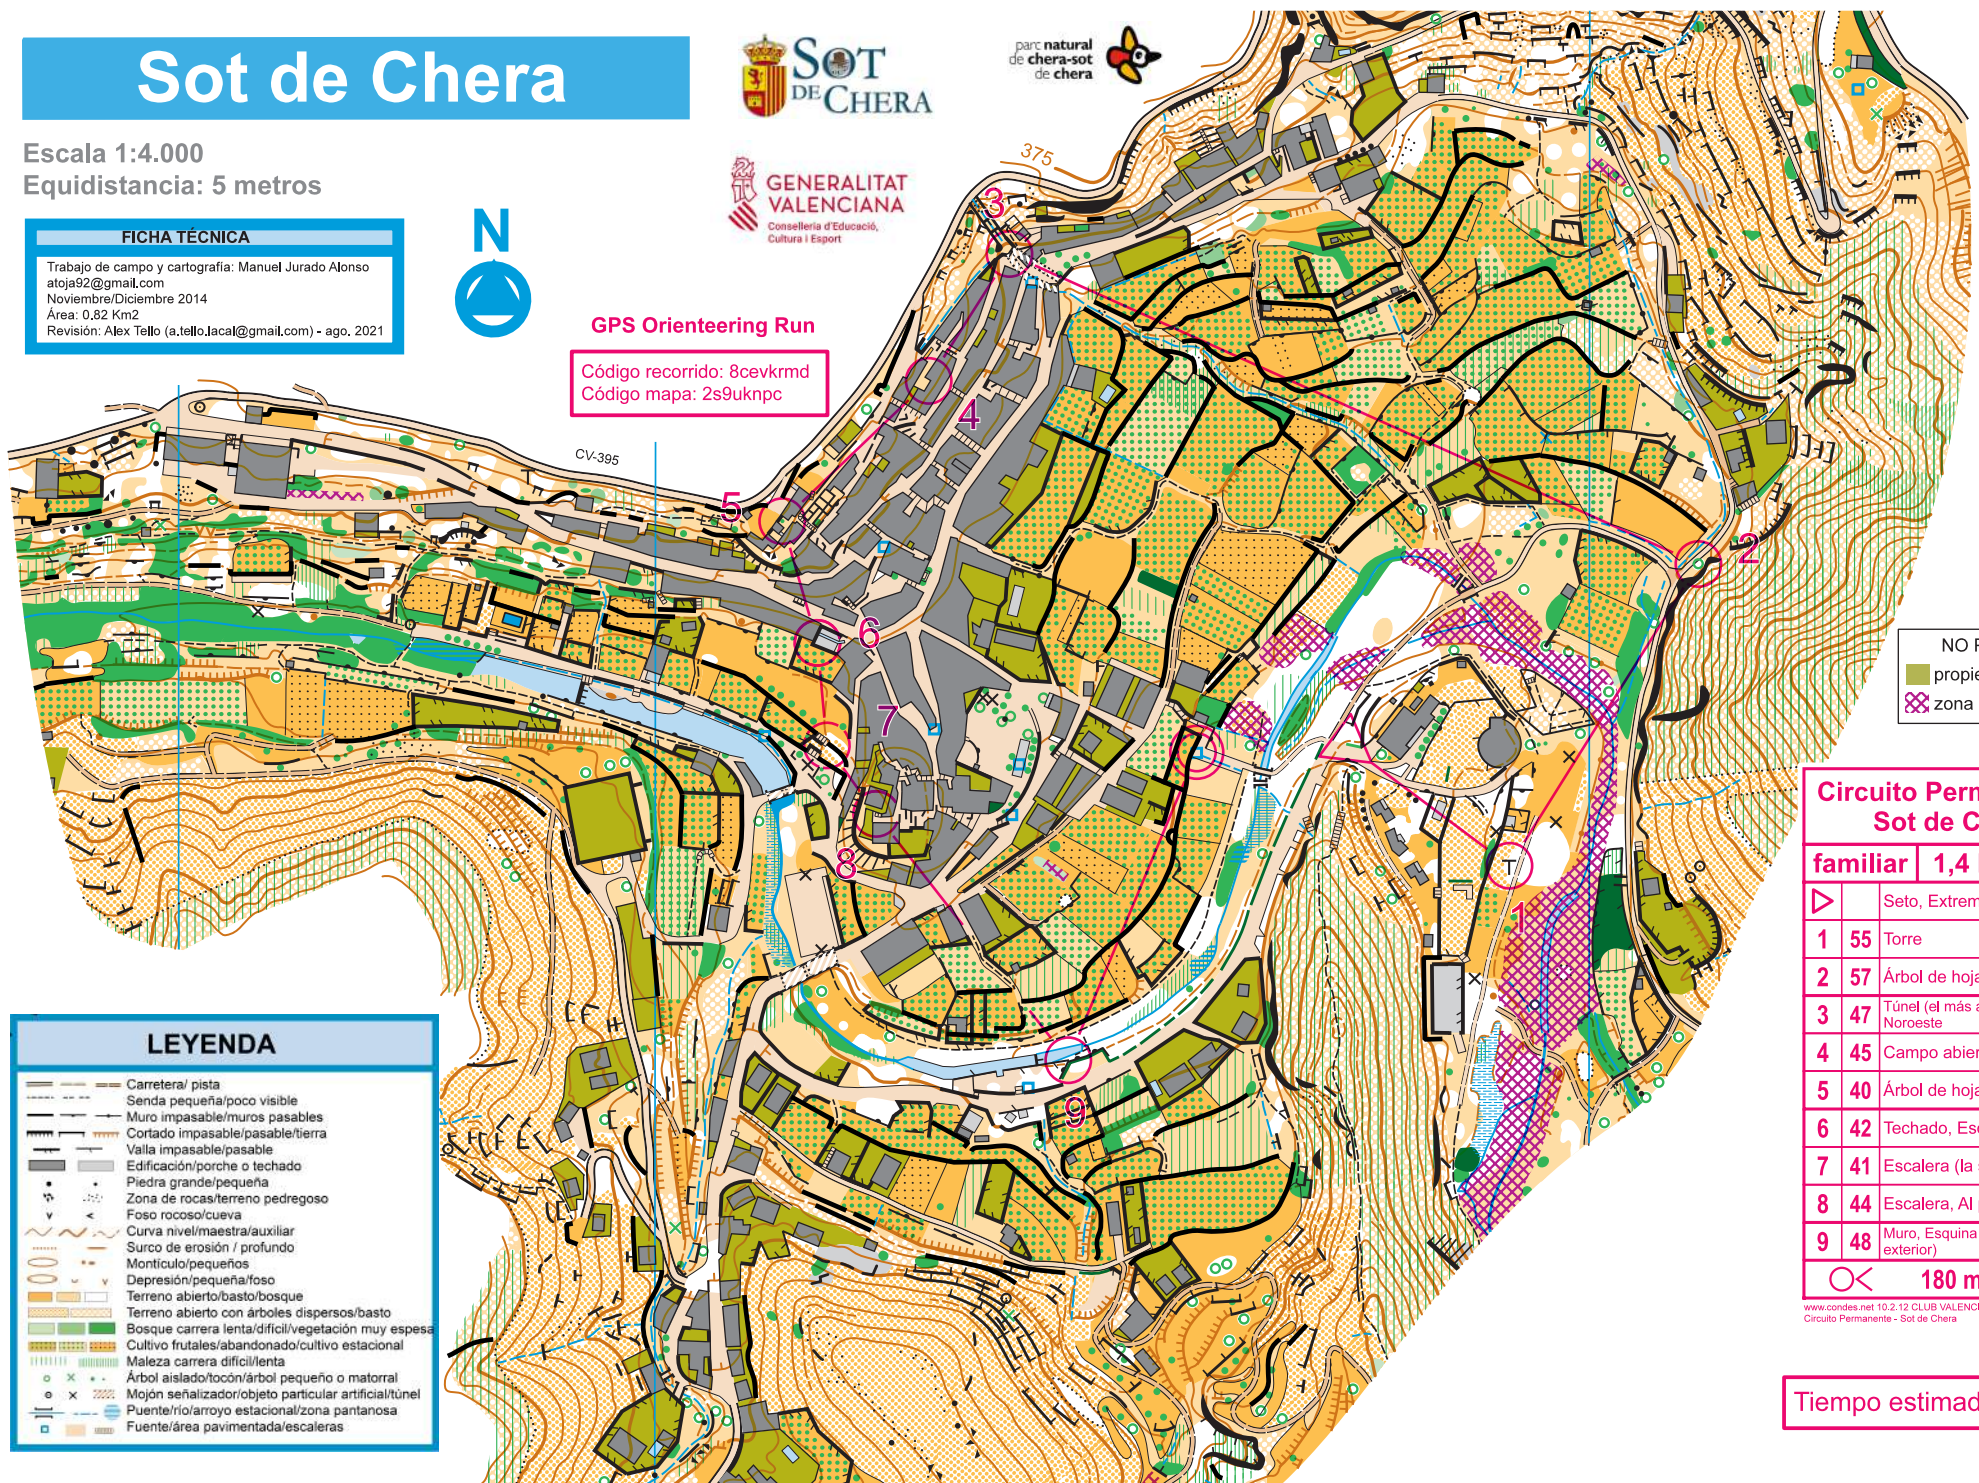 Sot de Chera
Escala 1:4.000
Equidistancia: 5 metros
FICHA TÉCNICA
Trabajo de campo y cartografía: Manuel Jurado Alonso
atoja92@gmail.com
Noviembre/Diciembre 2014
Área: 0,82 Km2
Revisión: Alex Tello (a.tello.lacal@gmail.com) - ago. 2021
N
SOT
DE CHERA
parc natural
de chera-sot
de chera
GENERALITAT
VALENCIANA
Conselleria d'Educació,
Cultura i Esport
GPS Orienteering Run
Código recorrido: 8cevkrmd
Código mapa: 2s9uknpc
375
CV-395
3
4
5
6
7
8
2
1
9
NO
propie
zona
Circuito Perm
Sot de C
familiar 1,4
Seto, Extrem
1 55 Torre
2 57 Árbol de hoja
3 47 Túnel (el más a
Noroeste
4 45 Campo abier
5 40 Árbol de hoja
6 42 Techado, Esq
7 41 Escalera (la
8 44 Escalera, Al
9 48 Muro, Esquina
exterior)
180 m
www.condes.net 10.2.12 CLUB VALENCI
Circuito Permanente - Sot de Chera
Tiempo estimad
LEYENDA
Carretera/ pista
Senda pequeña/poco visible
Muro impasable/muros pasables
Cortado impasable/pasable/tierra
Valla impasable/pasable
Edificación/porche o techado
Piedra grande/pequeña
Zona de rocas/terreno pedregoso
Foso rocoso/cueva
Curva nivel/maestra/auxiliar
Surco de erosión / profundo
Montículo/pequeños
Depresión/pequeña/foso
Terreno abierto/basto/bosque
Terreno abierto con árboles dispersos/basto
Bosque carrera lenta/difícil/vegetación muy espesa
Cultivo frutales/abandonado/cultivo estacional
Maleza carrera difícil/lenta
Árbol aislado/tocón/árbol pequeño o matorral
Mojón señalizador/objeto particular artificial/túnel
Puente/río/arroyo estacional/zona pantanosa
Fuente/área pavimentada/escaleras